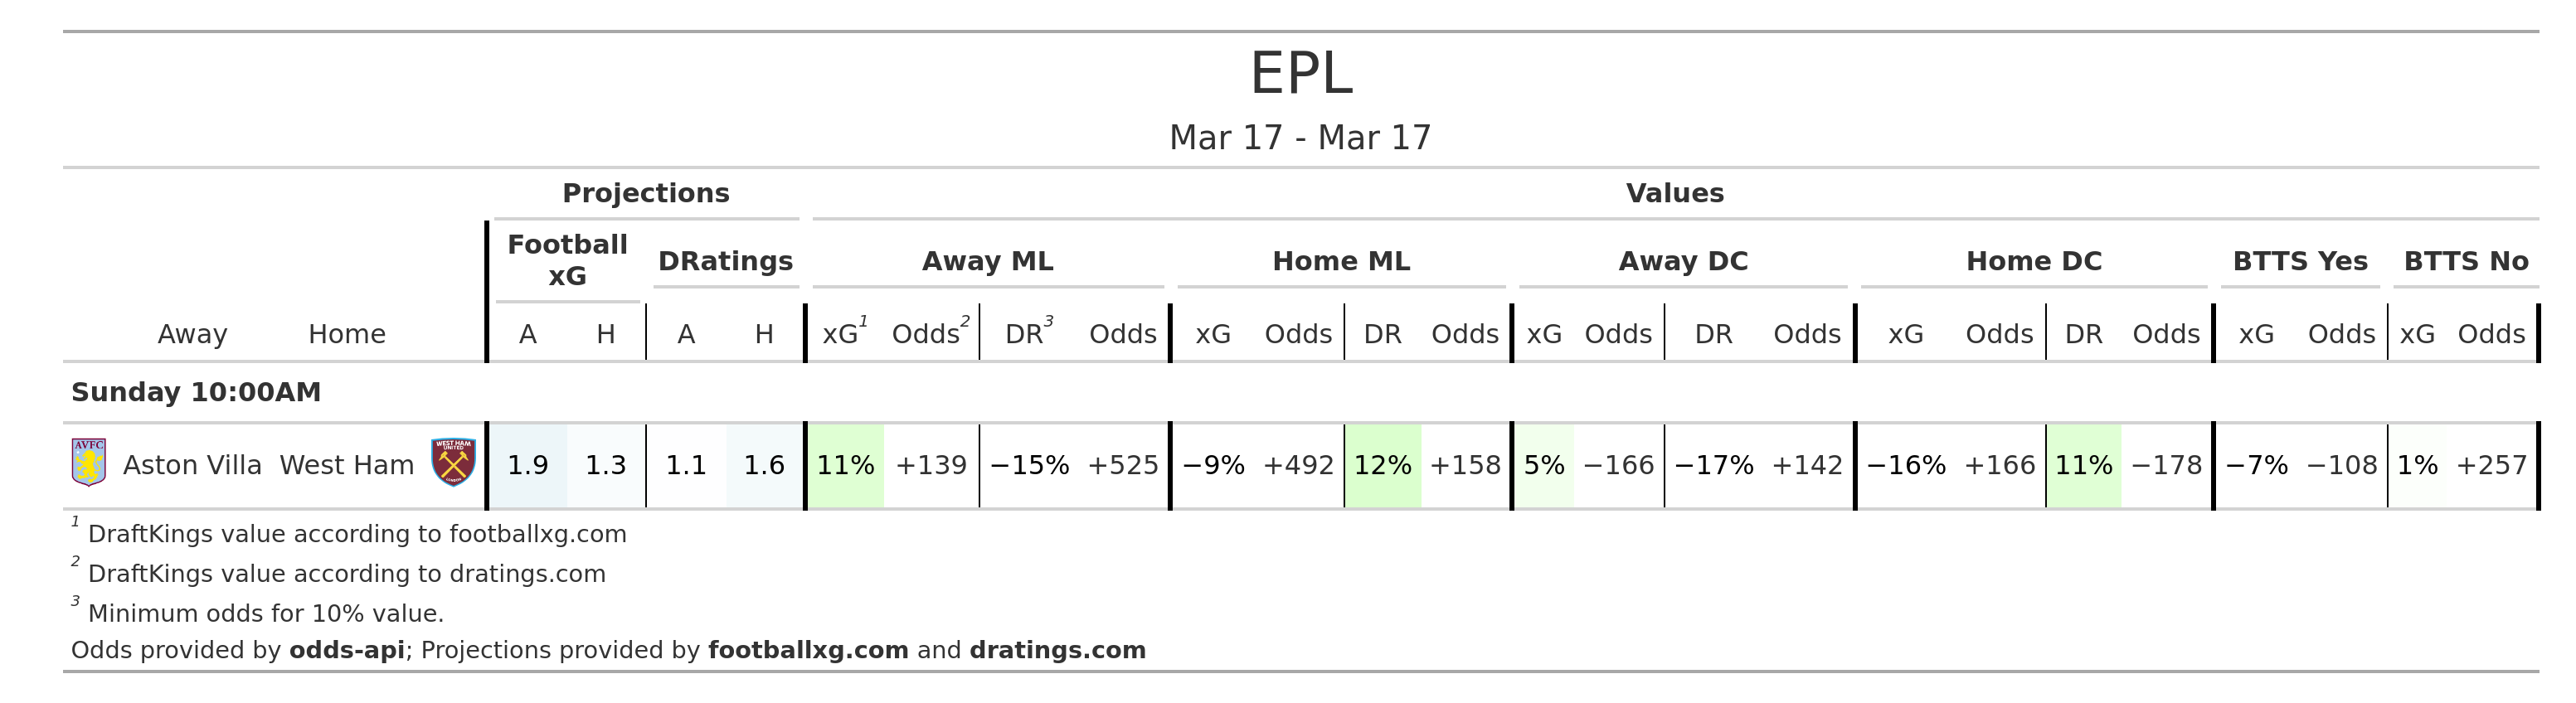 EPL
Mar 17 - Mar 17
Projections Values
Football xG DRatings Away ML Home ML Away DC Home DC BTTS Yes BTTS No
Away Home A H A H xG1 Odds2 DR3 Odds xG Odds DR Odds xG Odds DR Odds xG Odds DR Odds xG Odds xG Odds
Sunday 10:00AM
AVFC Aston Villa West Ham WEST HAM UNITED LONDON 1.9 1.3 1.1 1.6 11% +139 −15% +525 −9% +492 12% +158 5% −166 −17% +142 −16% +166 11% −178 −7% −108 1% +257
1 DraftKings value according to footballxg.com
2 DraftKings value according to dratings.com
3 Minimum odds for 10% value.
Odds provided by odds-api; Projections provided by footballxg.com and dratings.com